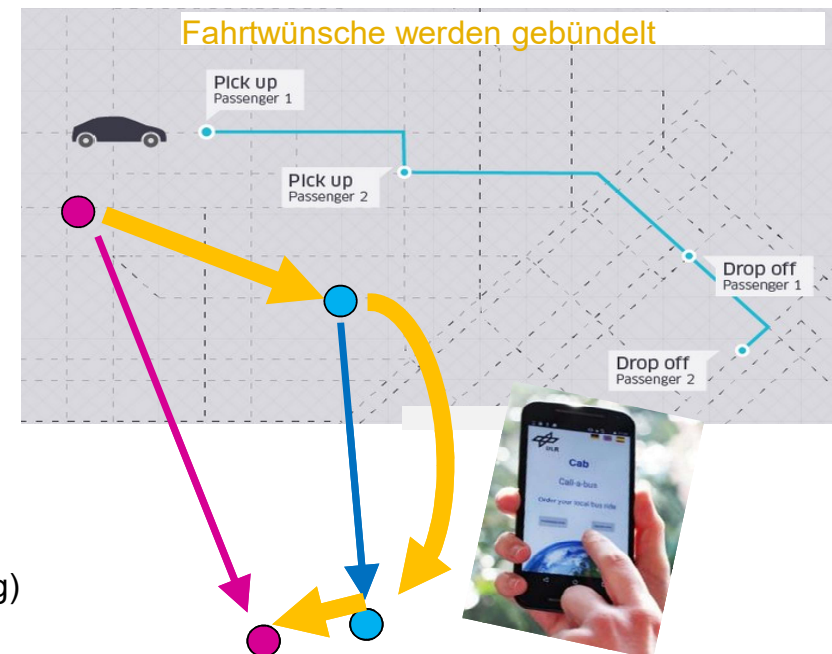 Fahrtwünsche werden gebündelt
Pick up
Passenger 1
Pick up
Passenger 2
Drop off
Passenger 1
Drop off
Passenger 2
g)
DLR
Cab
Call-a-bus
Order your local bus ride